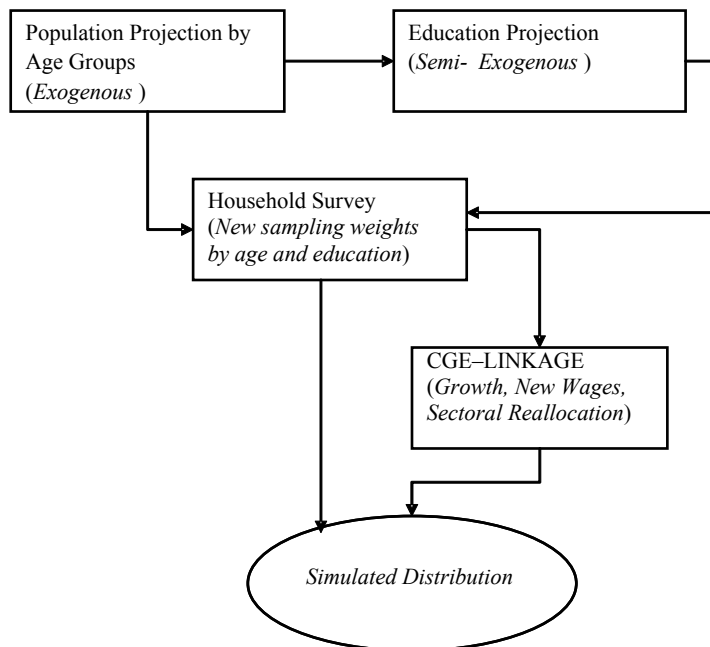 Population Projection by
Age Groups
(Exogenous )
Education Projection
(Semi- Exogenous )
Household Survey
(New sampling weights
by age and education)
CGE–LINKAGE
(Growth, New Wages,
Sectoral Reallocation)
Simulated Distribution